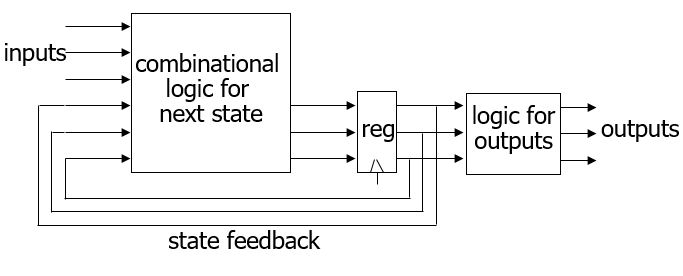 inputs
combinational
logic for
next state
reg
logic for
outputs
outputs
state feedback